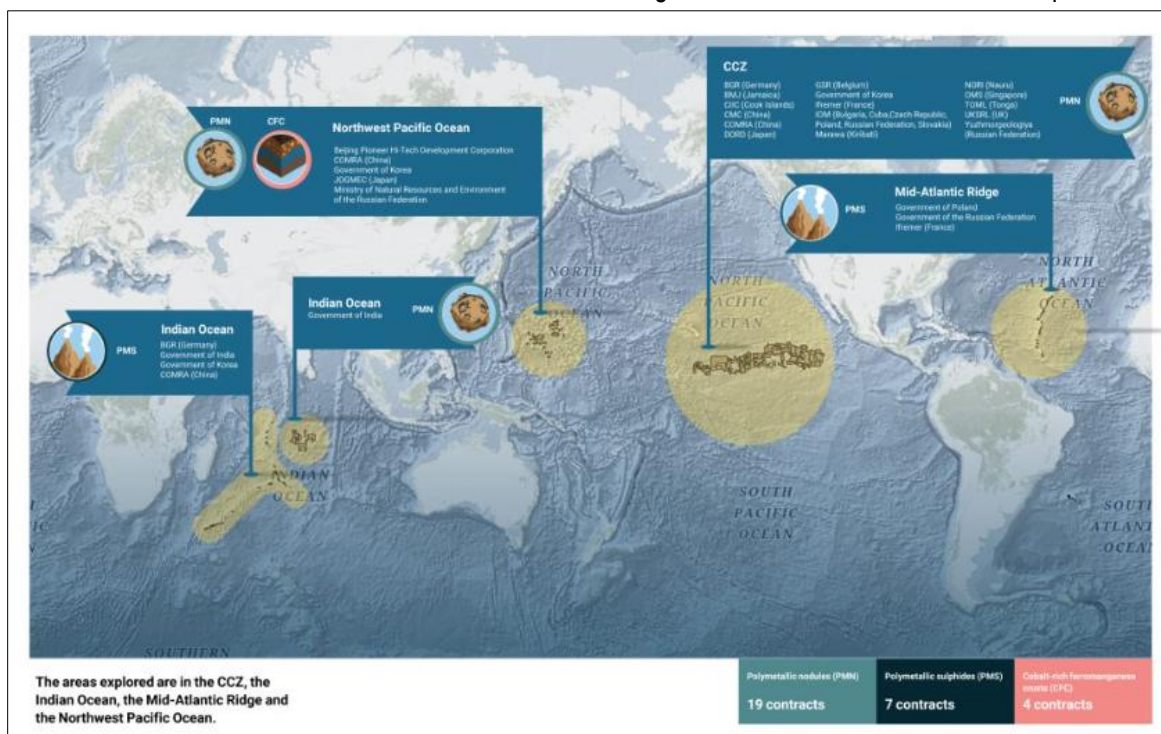 PMN
CFC
Northwest Pacific Ocean
Beijing Pioneer Hi-Tech Development Corporation
COMRA (China)
Government of Korea
JOGMEC (Japan)
Ministry of Natural Resources and Environment
of the Russian Federation
CCZ
BGR (Germany)
BMJ (Jamaica)
CIIC (Cook Islands)
CMC (China)
COMRA (China)
DORD (Japan)
GSR (Belgium)
Government of Korea
Ifremer (France)
IOM (Bulgaria, Cuba,Czech Republic,
Poland, Russian Federation, Slovakia)
Marawa (Kiribati)
NORI (Nauru)
OMS (Singapore)
TOML (Tonga)
UKSRL (UK)
Yuzhmorgeologiya
(Russian Federation)
PMN
PMS
Mid-Atlantic Ridge
Government of Poland
Government of the Russian Federation
Ifremer (France)
Indian Ocean
Government of India
PMN
PMS
Indian Ocean
BGR (Germany)
Government of India
Government of Korea
COMRA (China)
NORTH
PACIFIC
OCEAN
NORTH
PACIFIC
OCEAN
NORTH
ATLANTIC
OCEAN
INDIAN
OCEAN
SOUTH
PACIFIC
OCEAN
SOUTH
ATLANTIC
OCEAN
SOUTHERN
The areas explored are in the CCZ, the
Indian Ocean, the Mid-Atlantic Ridge and
the Northwest Pacific Ocean.
Polymetallic nodules (PMN)
19 contracts
Polymetallic sulphides (PMS)
7 contracts
Cobalt-rich ferromanganese
crusts (CFC)
4 contracts